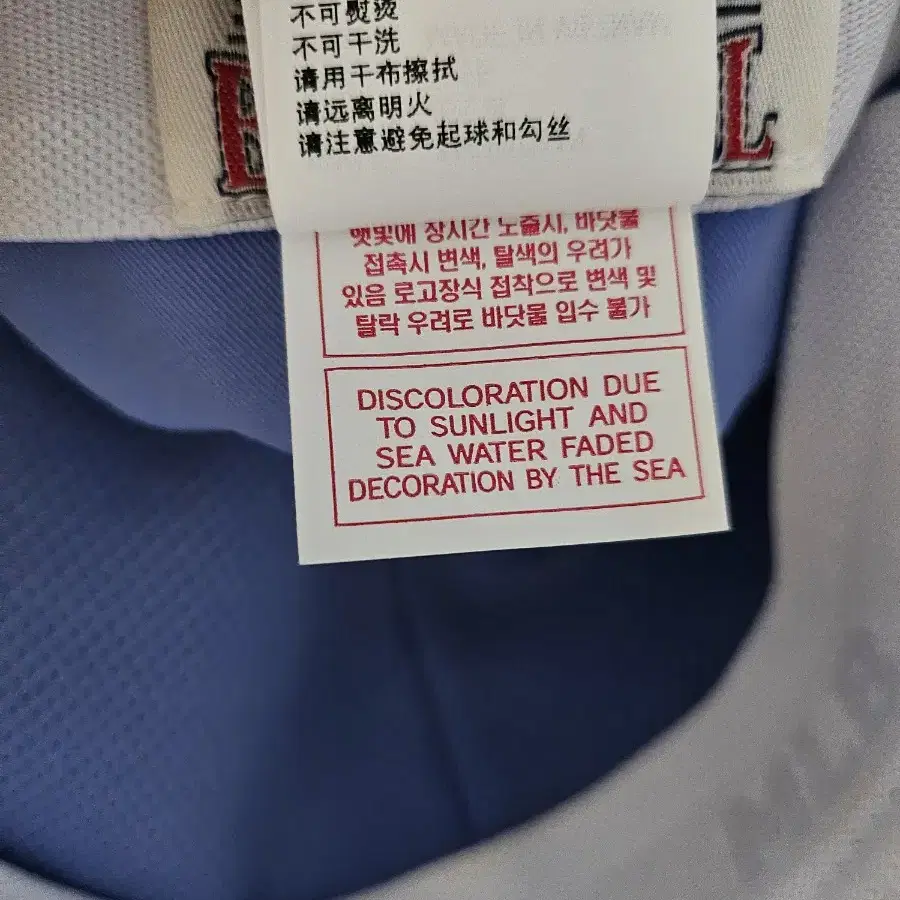 不可熨烫
不可干洗
请用干布擦拭
请远离明火
请注意避免起球和勾丝
햇빛에 장시간 노출시, 바닷물
접촉시 변색, 탈색의 우려가
있음 로고장식 접착으로 변색 및
탈락 우려로 바닷물 입수 불가
DISCOLORATION DUE
TO SUNLIGHT AND
SEA WATER FADED
DECORATION BY THE SEA